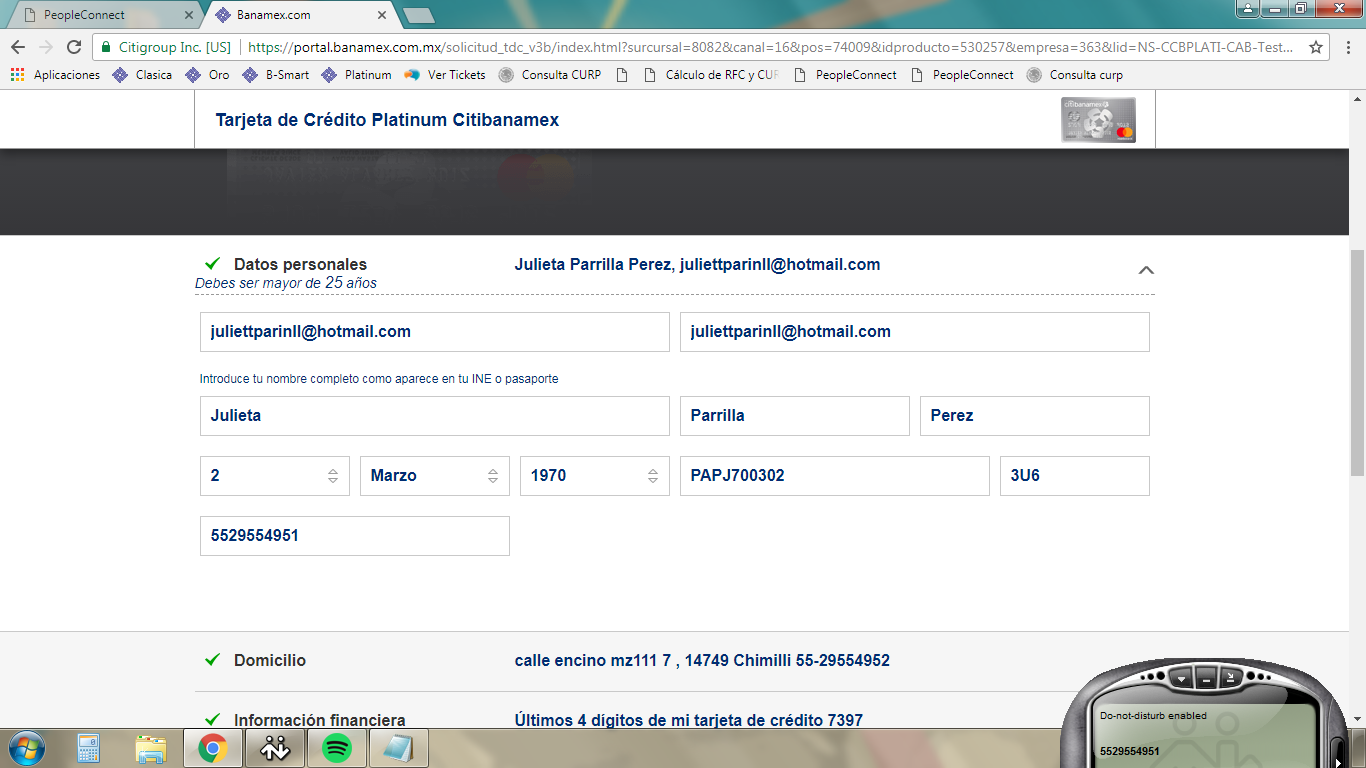 PeopleConnect
Banamex.com
Citigroup Inc. [US]
https://portal.banamex.com.mx/solicitud_tdc_v3b/index.html?surcursal=8082&canal=16&pos=74009&idproducto=530257&empresa=363&lid=NS-CCBPLATI-CAB-Test...
Aplicaciones Clasica Oro B-Smart Platinum Ver Tickets Consulta CURP Cálculo de RFC y CUR PeopleConnect PeopleConnect Consulta curp
Tarjeta de Crédito Platinum Citibanamex
citibanamex
Datos personales Julieta Parrilla Perez, juliettparinll@hotmail.com
Debes ser mayor de 25 años
juliettparinll@hotmail.com juliettparinll@hotmail.com
Introduce tu nombre completo como aparece en tu INE o pasaporte
Julieta Parrilla Perez
2 Marzo 1970 PAPJ700302 3U6
5529554951
Domicilio calle encino mz111 7 , 14749 Chimilli 55-29554952
Información financiera Últimos 4 dígitos de mi tarjeta de crédito 7397
Do-not-disturb enabled
5529554951